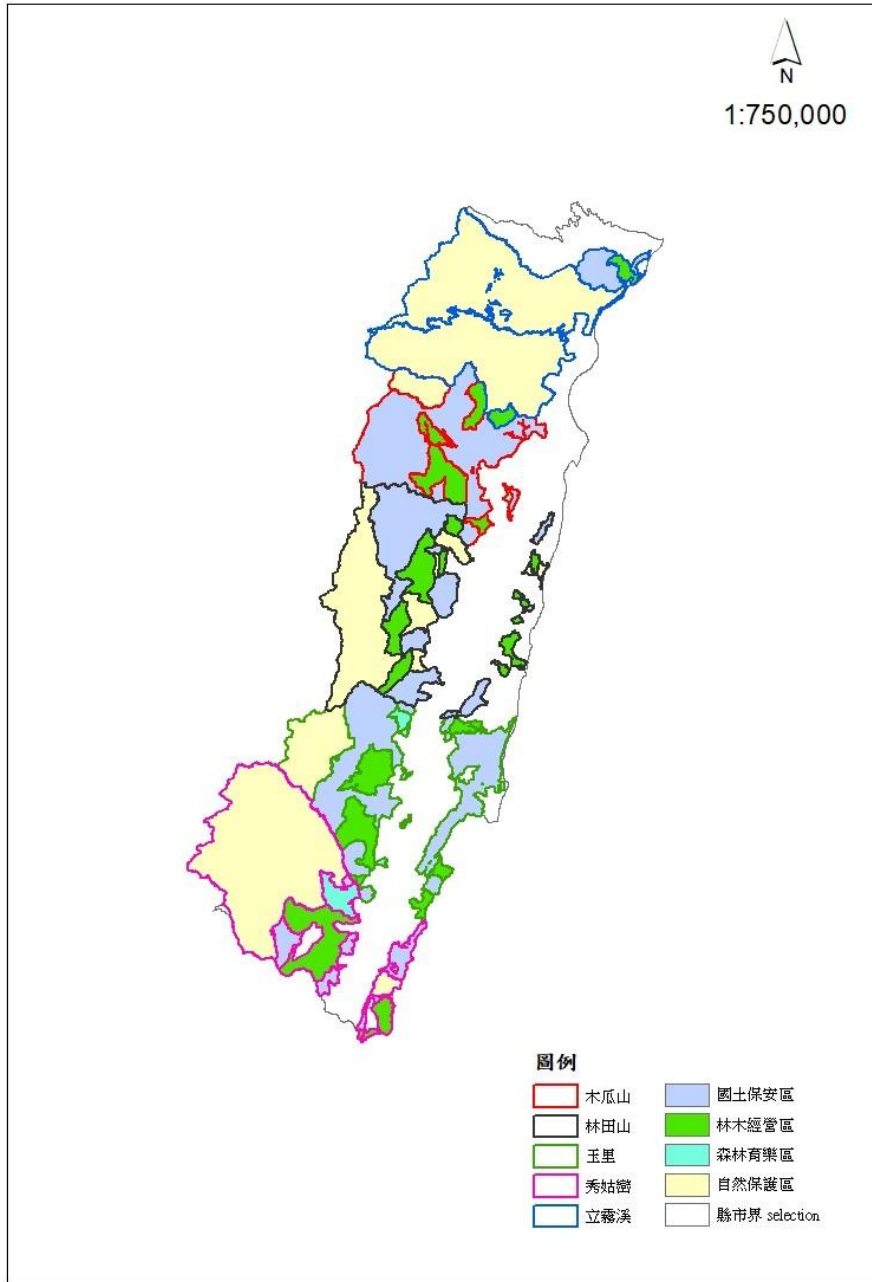 N
1:750,000
圖例
木瓜山
國土保安區
林田山
林木經營區
玉里
森林育樂區
秀姑巒
自然保護區
立霧溪
縣市界 selection